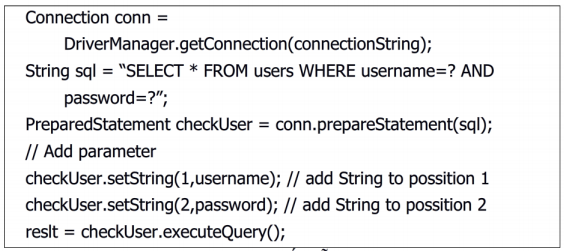 Connection conn =
DriverManager.getConnection(connectionString);
String sql = “SELECT * FROM users WHERE username=? AND
password=?”;
PreparedStatement checkUser = conn.prepareStatement(sql);
// Add parameter
checkUser.setString(1,username); // add String to possition 1
checkUser.setString(2,password); // add String to possition 2
reslt = checkUser.executeQuery();